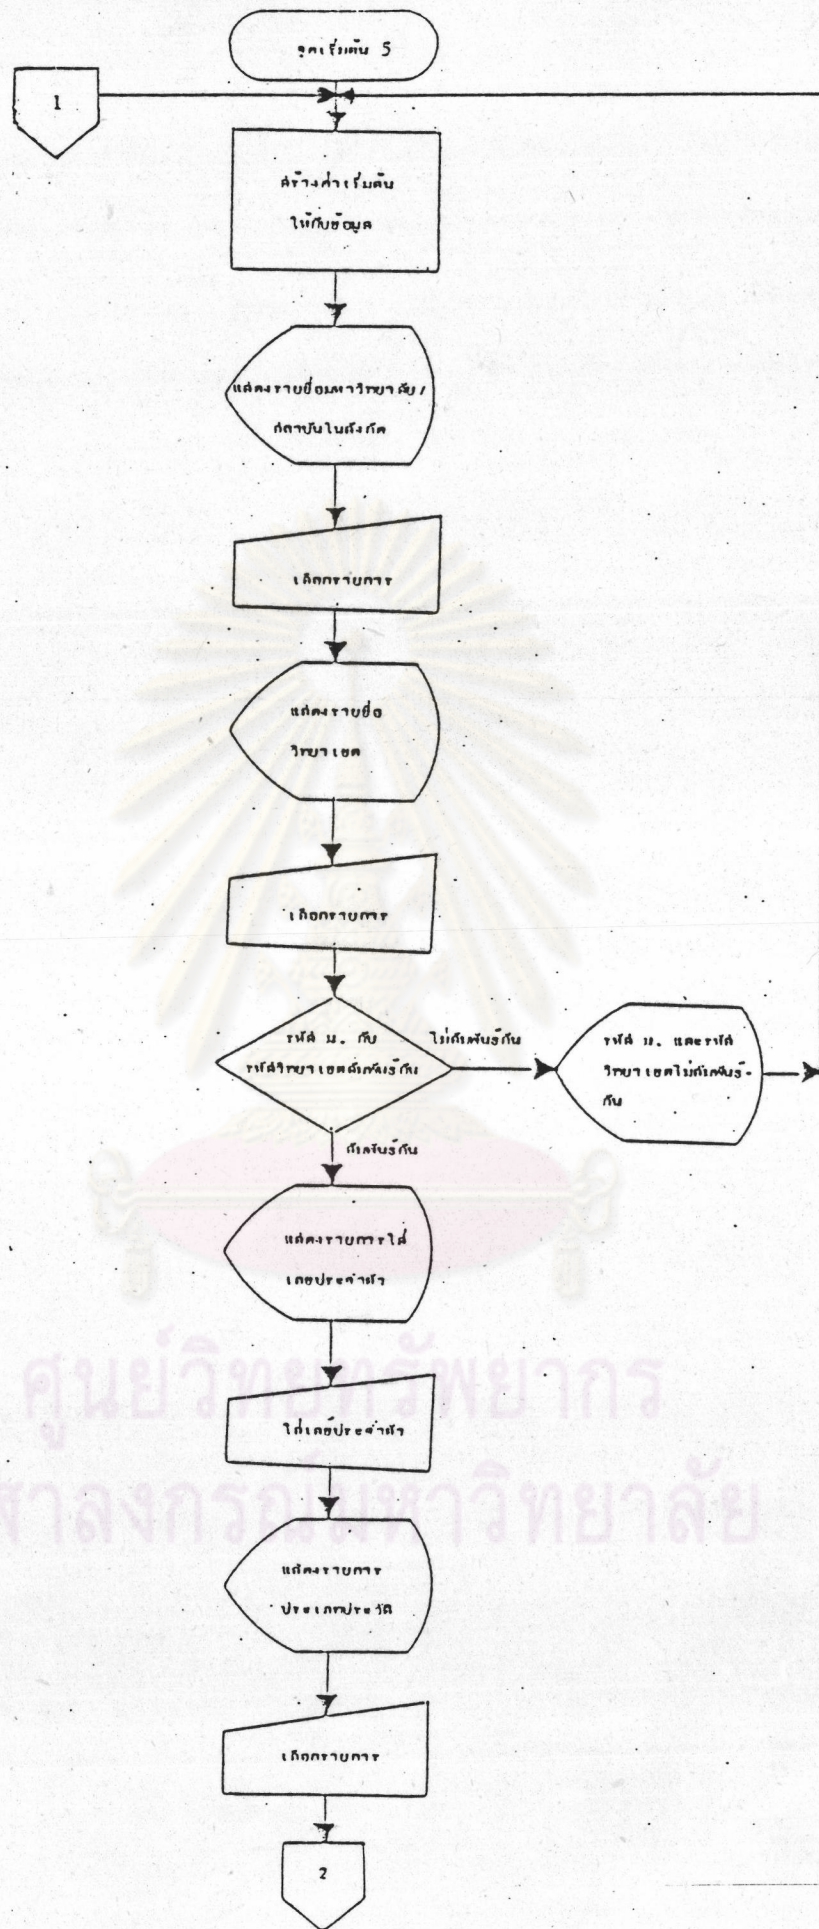 จุดเริ่มต้น 5
1
สร้างค่าเริ่มต้น
ให้กับข้อมูล
แสดงรายชื่อมหาวิทยาลัย/
สถาบันในสังกัด
เลือกรายการ
แสดงรายชื่อ
วิทยาเขต
เลือกรายการ
รหัส ม. กับ
รหัสวิทยาเขตสัมพันธ์กัน
ไม่สัมพันธ์กัน
รหัส ม. และรหัส
วิทยาเขตไม่สัมพันธ์-
กัน
สัมพันธ์กัน
แสดงรายการใส่
เลขประจำตัว
ใส่เลขประจำตัว
แสดงรายการ
ประเภทประวัติ
เลือกรายการ
2
ศูนย์วิทยทรัพยากร
ฬาลงกรณ์มหาวิทยาลัย